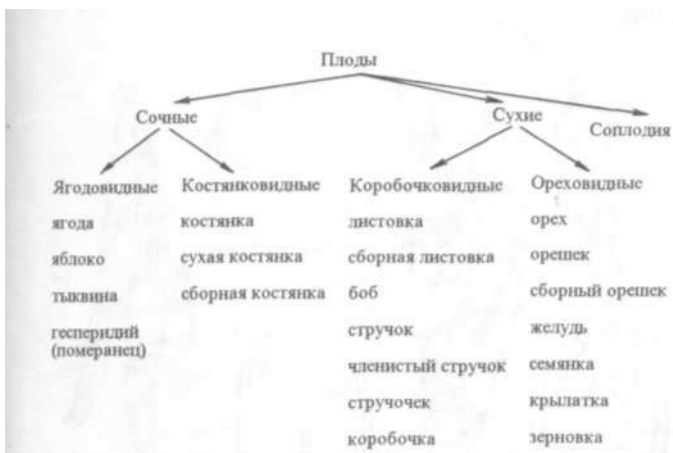 Плоды
Сочные
Сухие
Соплодия
Ягодовидные
ягода
яблоко
тыквина
гесперидий
(померанец)
Костянковидные
костянка
сухая костянка
сборная костянка
Коробочковидные
листовка
сборная листовка
боб
стручок
членистый стручок
стручочек
коробочка
Ореховидные
орех
орешек
сборный орешек
желудь
семянка
крылатка
зерновка